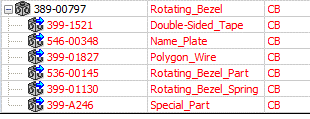 389-00797 Rotating_Bezel CB
399-1521 Double-Sided_Tape CB
546-00348 Name_Plate CB
399-01827 Polygon_Wire CB
536-00145 Rotating_Bezel_Part CB
399-01130 Rotating_Bezel_Spring CB
399-A246 Special_Part CB